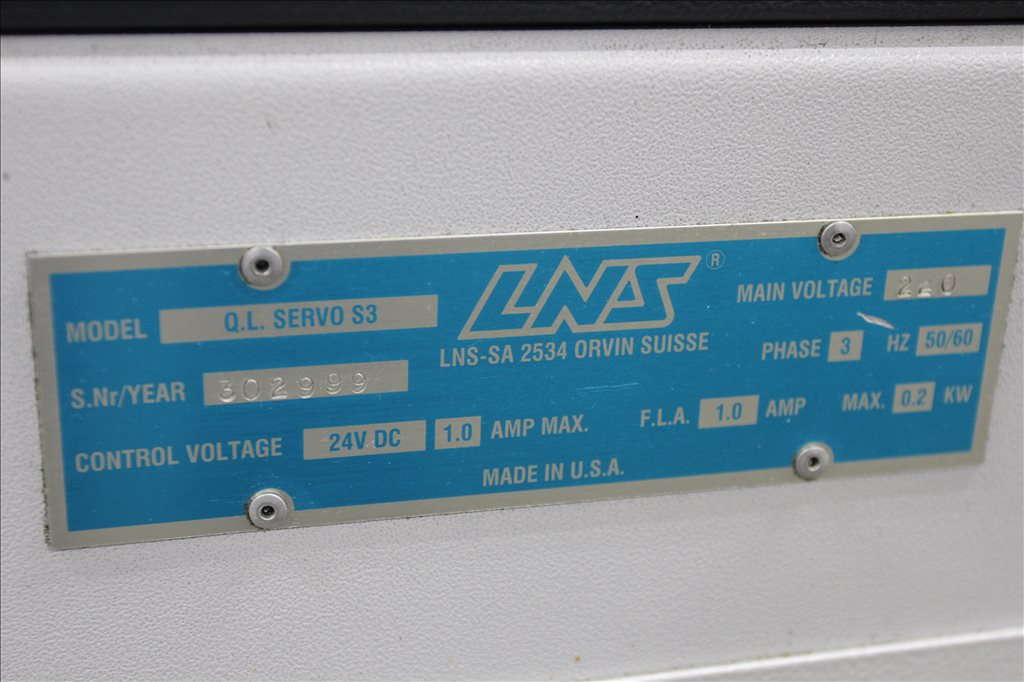 LNS®
LNS-SA 2534 ORVIN SUISSE
MODEL Q.L. SERVO S3
S.Nr/YEAR 302999
CONTROL VOLTAGE 24V.DC 1.0 AMP MAX.
MAIN VOLTAGE 220
PHASE 3 HZ 50/60
F.L.A. 1.0 AMP MAX. 0.2 KW
MADE IN U.S.A.